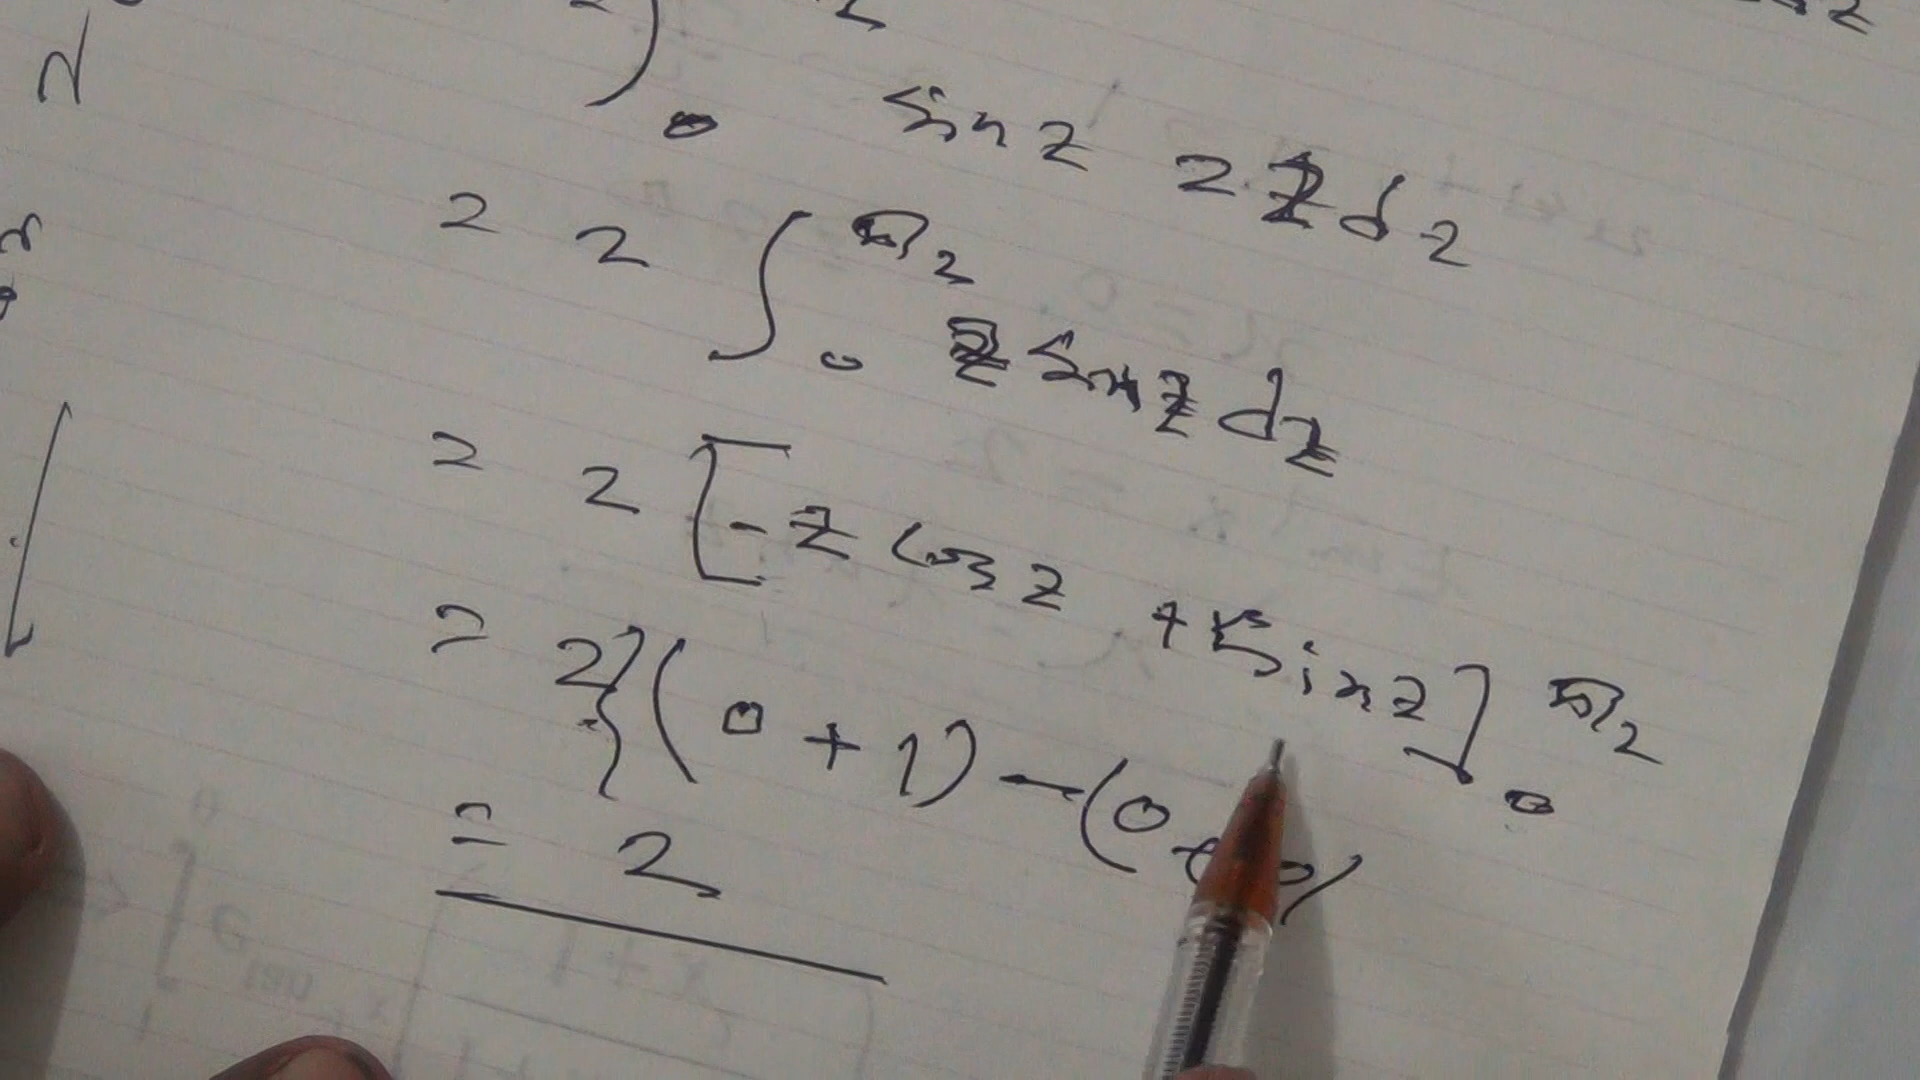 ∫₀ sin z 2 z dz
= 2 ∫₀^π/2 z sin z dz
= 2 [-z cos z + sin z]₀^π/2
= 2 {(0 + 1) - (0 + 0)
= 2